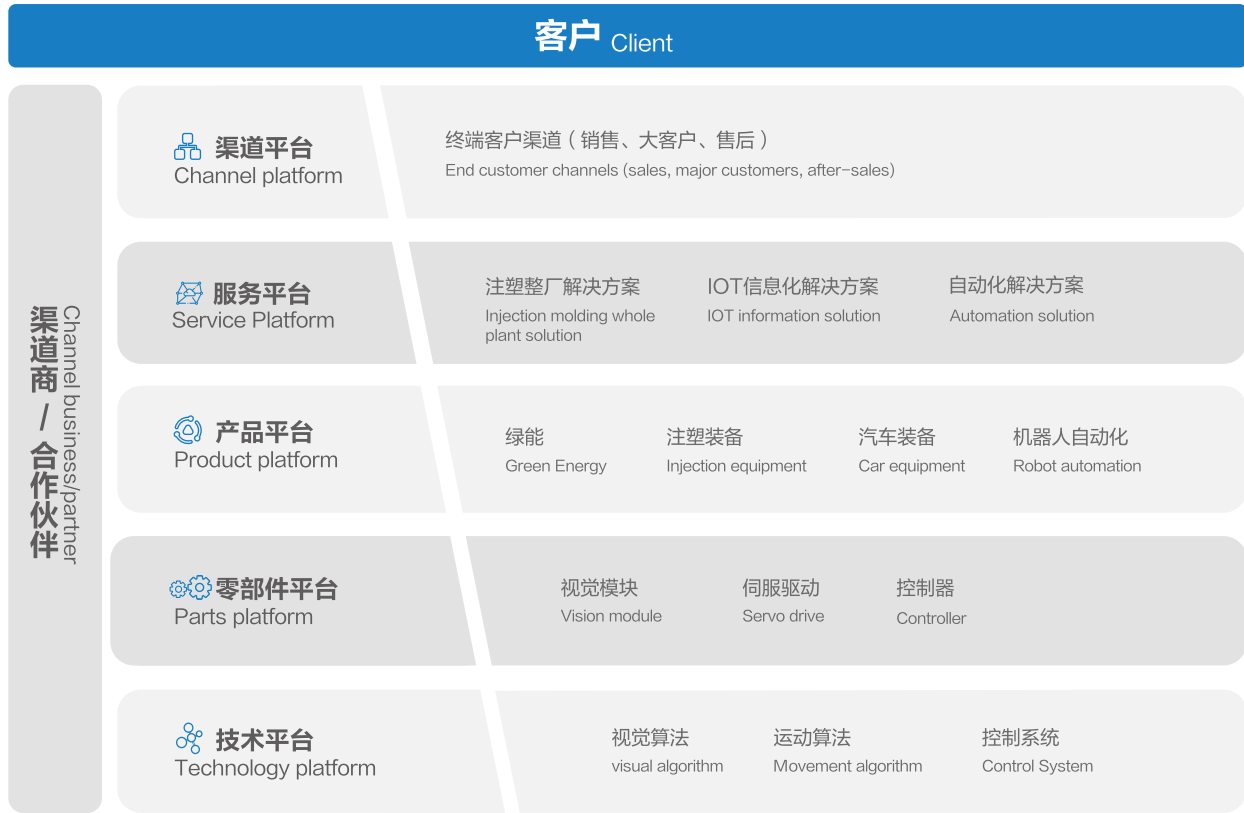 客户 Client
渠道商 / 合作伙伴
Channel business/partner
渠道平台
Channel platform
终端客户渠道（销售、大客户、售后）
End customer channels (sales, major customers, after-sales)
服务平台
Service Platform
注塑整厂解决方案
Injection molding whole
plant solution
IOT信息化解决方案
IOT information solution
自动化解决方案
Automation solution
产品平台
Product platform
绿能
Green Energy
注塑装备
Injection equipment
汽车装备
Car equipment
机器人自动化
Robot automation
零部件平台
Parts platform
视觉模块
Vision module
伺服驱动
Servo drive
控制器
Controller
技术平台
Technology platform
视觉算法
visual algorithm
运动算法
Movement algorithm
控制系统
Control System